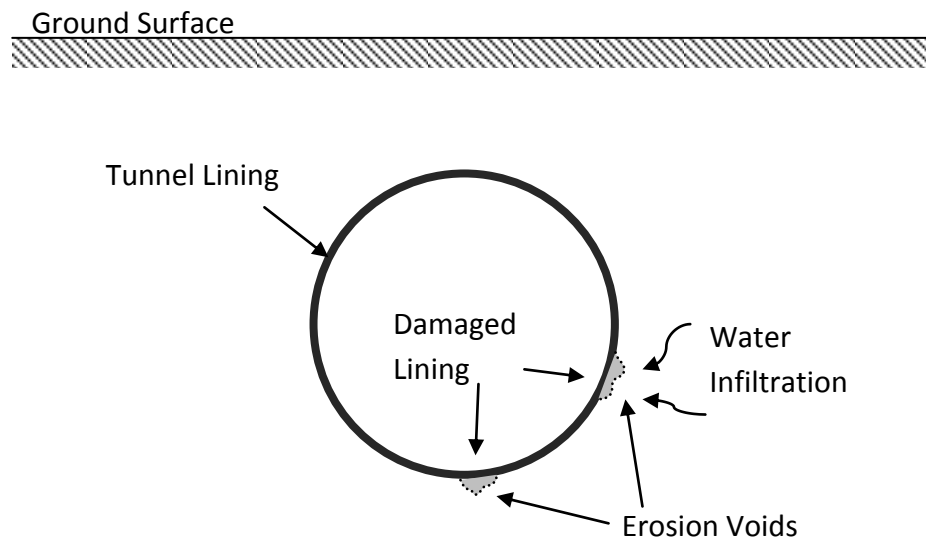 Ground Surface
Tunnel Lining
Damaged
Lining
Water
Infiltration
Erosion Voids